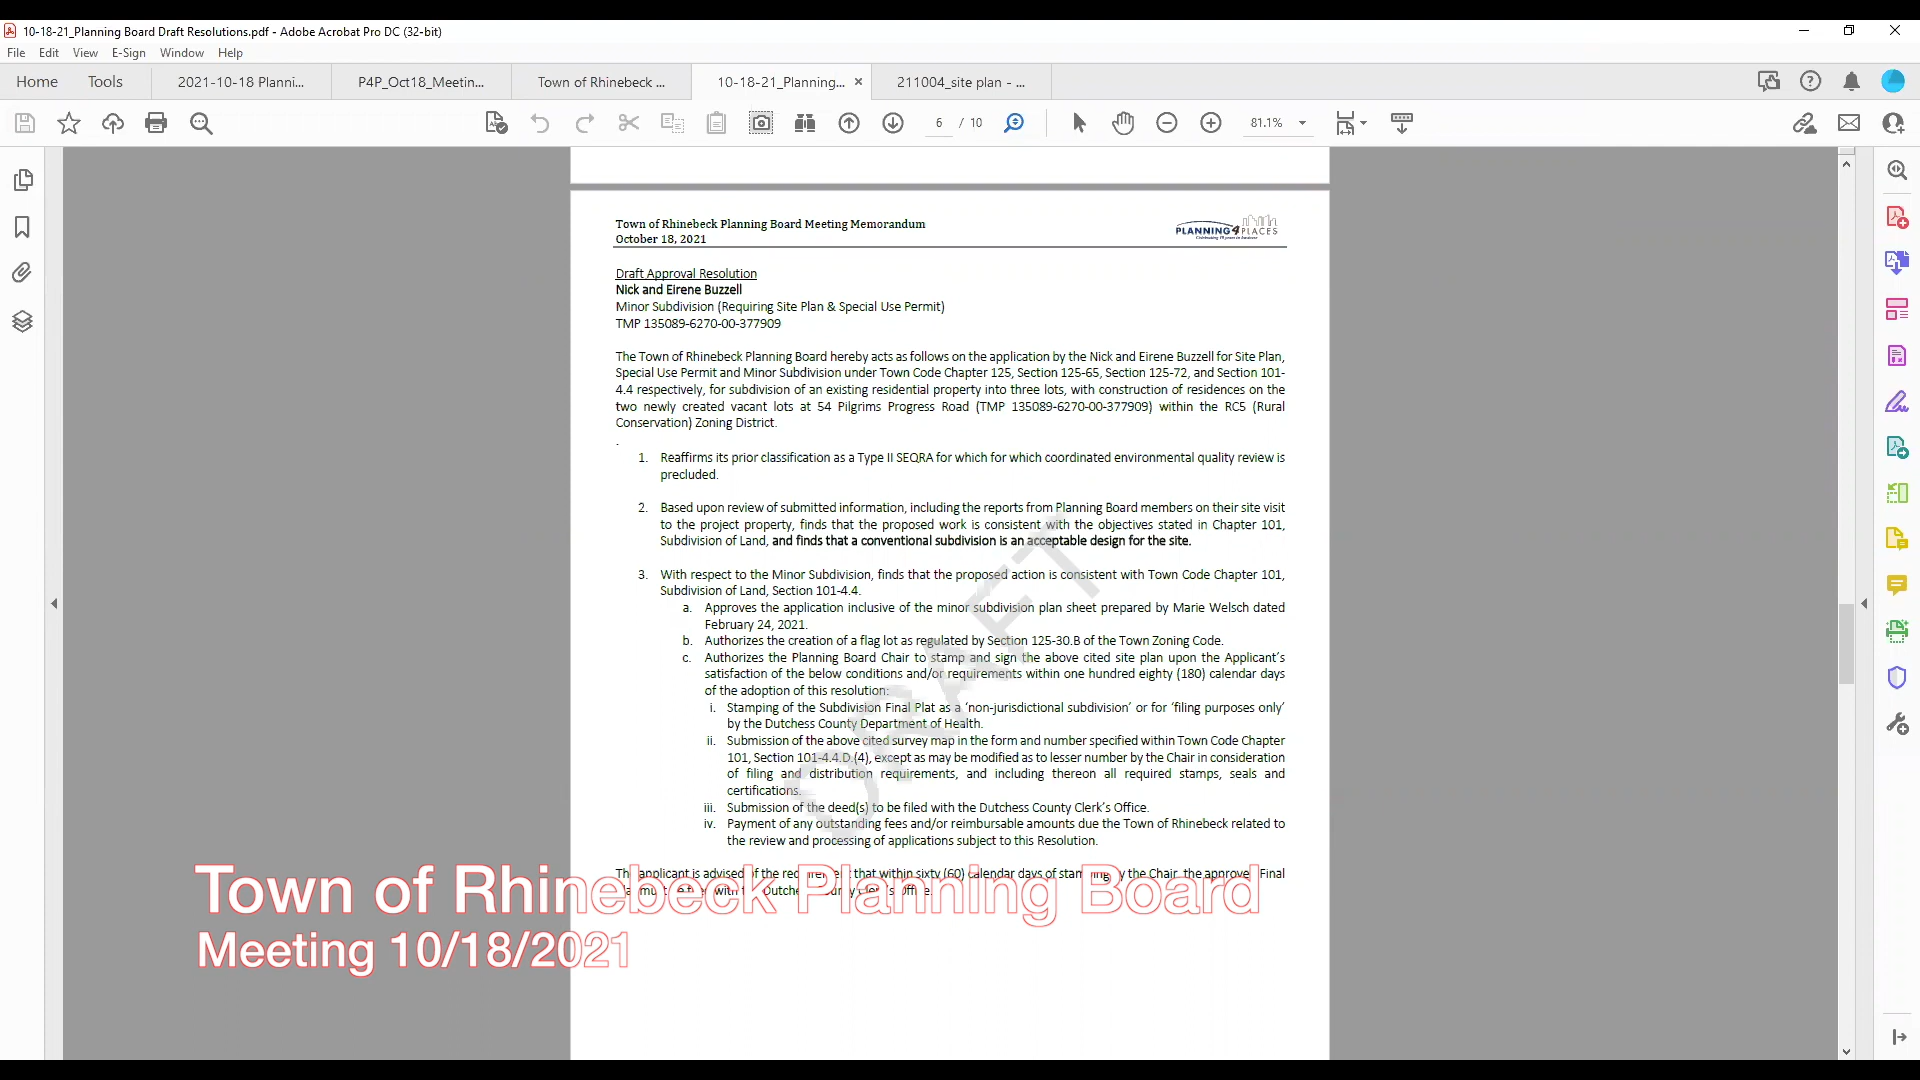 10-18-21_Planning Board Draft Resolutions.pdf - Adobe Acrobat Pro DC (32-bit)
File Edit View E-Sign Window Help
Home Tools 2021-10-18 Planni... P4P_Oct18_Meetin... Town of Rhinebeck ... 10-18-21_Planning... × 211004_site plan - ...
6 / 10 81.1%
Town of Rhinebeck Planning Board Meeting Memorandum
October 18, 2021
PLANNING4PLACES
Draft Approval Resolution
Nick and Eirene Buzzell
Minor Subdivision (Requiring Site Plan & Special Use Permit)
TMP 135089-6270-00-377909
The Town of Rhinebeck Planning Board hereby acts as follows on the application by the Nick and Eirene Buzzell for Site Plan,
Special Use Permit and Minor Subdivision under Town Code Chapter 125, Section 125-65, Section 125-72, and Section 101-
4.4 respectively, for subdivision of an existing residential property into three lots, with construction of residences on the
two newly created vacant lots at 54 Pilgrims Progress Road (TMP 135089-6270-00-377909) within the RC5 (Rural
Conservation) Zoning District.
.
1. Reaffirms its prior classification as a Type II SEQRA for which for which coordinated environmental quality review is
precluded.
2. Based upon review of submitted information, including the reports from Planning Board members on their site visit
to the project property, finds that the proposed work is consistent with the objectives stated in Chapter 101,
Subdivision of Land, and finds that a conventional subdivision is an acceptable design for the site.
3. With respect to the Minor Subdivision, finds that the proposed action is consistent with Town Code Chapter 101,
Subdivision of Land, Section 101-4.4.
a. Approves the application inclusive of the minor subdivision plan sheet prepared by Marie Welsch dated
February 24, 2021.
b. Authorizes the creation of a flag lot as regulated by Section 125-30.B of the Town Zoning Code.
c. Authorizes the Planning Board Chair to stamp and sign the above cited site plan upon the Applicant's
satisfaction of the below conditions and/or requirements within one hundred eighty (180) calendar days
of the adoption of this resolution:
i. Stamping of the Subdivision Final Plat as a 'non-jurisdictional subdivision' or for 'filing purposes only'
by the Dutchess County Department of Health.
ii. Submission of the above cited survey map in the form and number specified within Town Code Chapter
101, Section 101-4.4.D.(4), except as may be modified as to lesser number by the Chair in consideration
of filing and distribution requirements, and including thereon all required stamps, seals and
certifications.
iii. Submission of the deed(s) to be filed with the Dutchess County Clerk's Office.
iv. Payment of any outstanding fees and/or reimbursable amounts due the Town of Rhinebeck related to
the review and processing of applications subject to this Resolution.
DRAFT
The applicant is advised of the requirement that within sixty (60) calendar days of stamping by the Chair, the approved Final
Town of Rhinebeck Planning Board
Meeting 10/18/2021